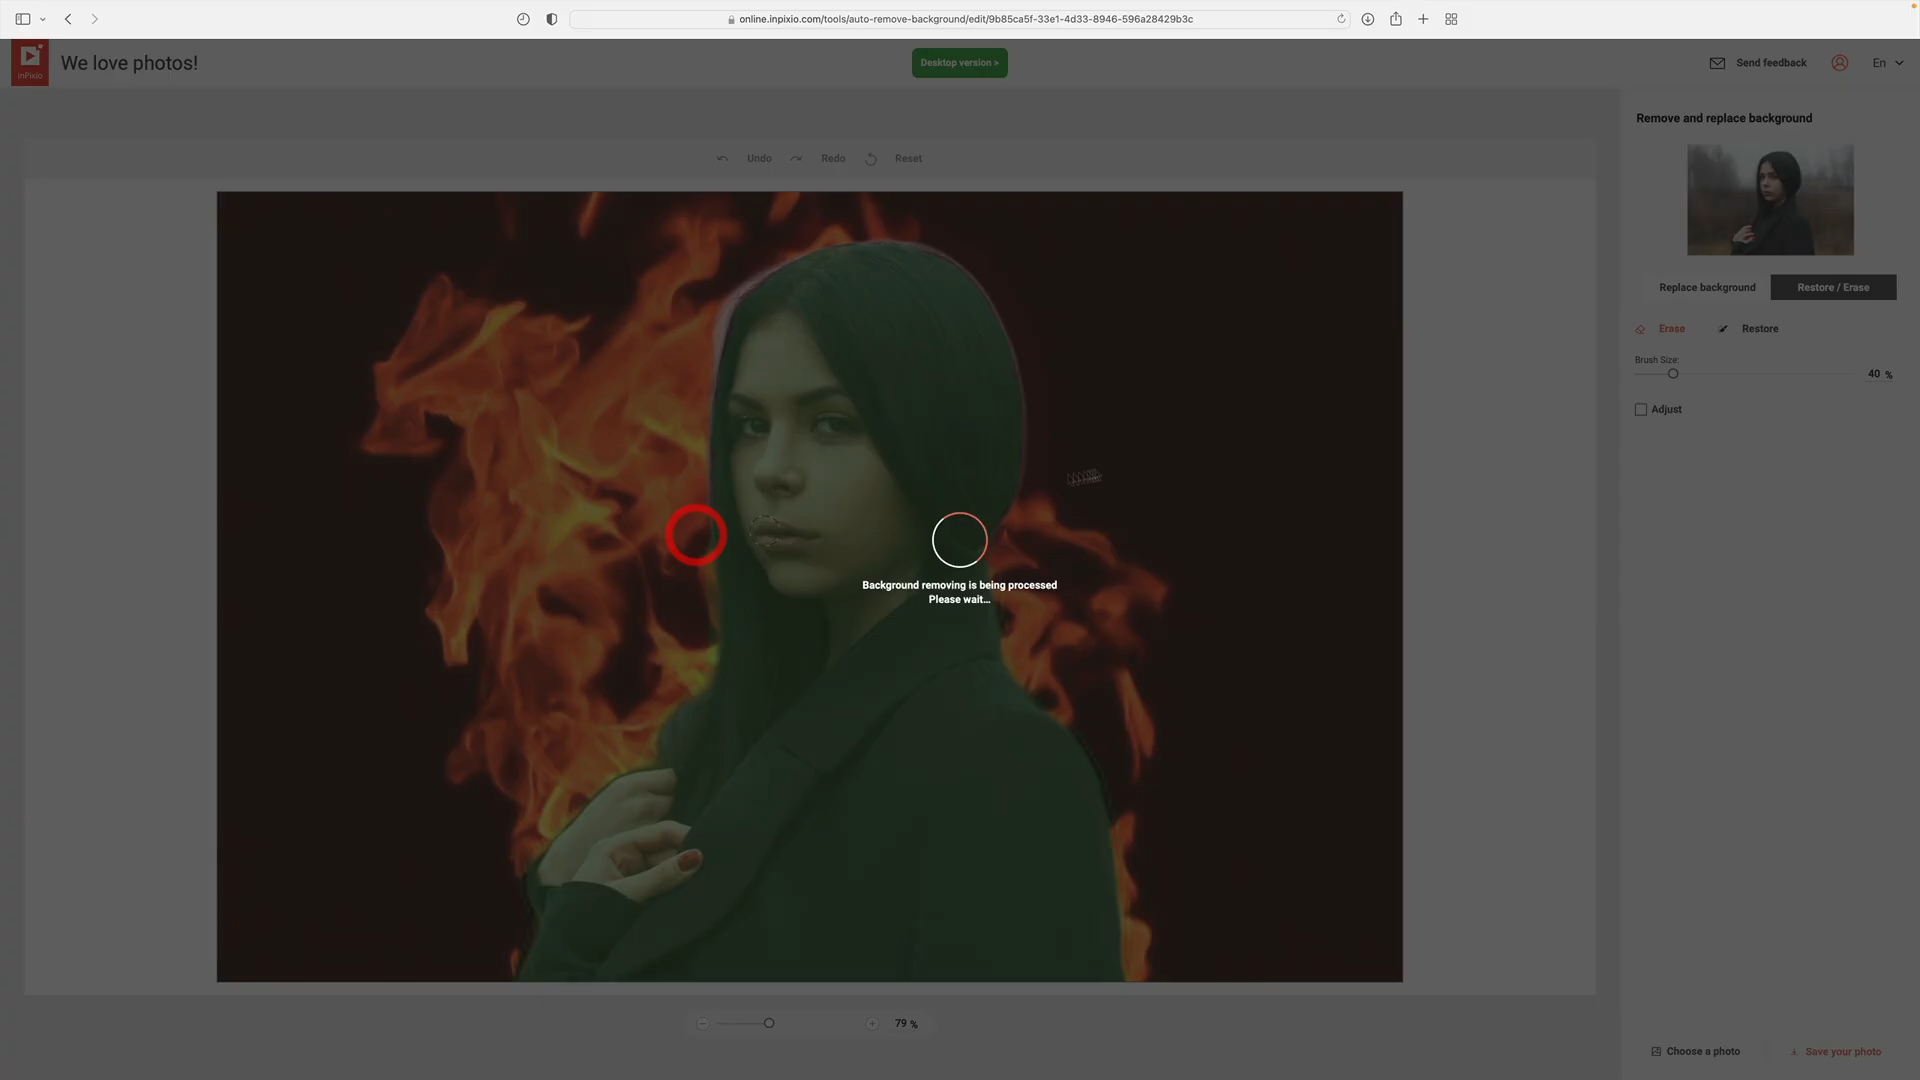 online.inpixio.com/tools/auto-remove-background/edit/9b85ca5f-33e1-4d33-8946-596a28429b3c
inPixio
We love photos!
Desktop version >
Send feedback
En
Undo
Redo
Reset
Remove and replace background
Replace background
Restore / Erase
Erase
Restore
Brush Size:
40 %
Adjust
Background removing is being processed
Please wait...
79 %
Choose a photo
Save your photo